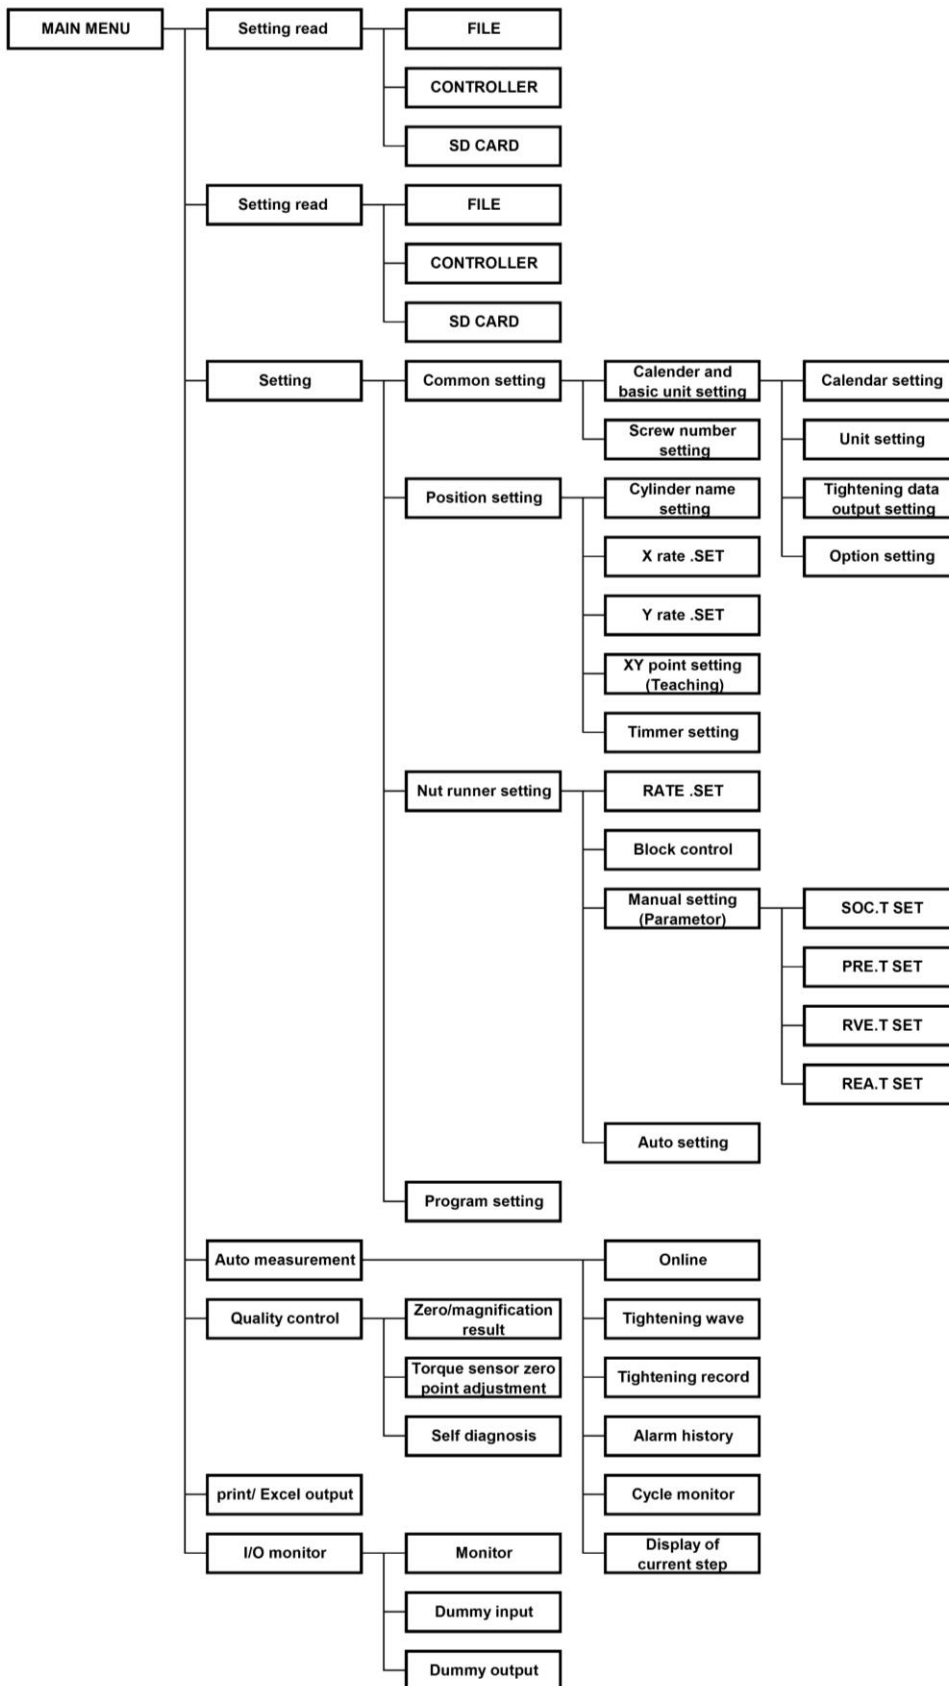 MAIN MENU
Setting read
FILE
CONTROLLER
SD CARD
Setting read
FILE
CONTROLLER
SD CARD
Setting
Common setting
Calender and
basic unit setting
Calendar setting
Screw number
setting
Unit setting
Position setting
Cylinder name
setting
Tightening data
output setting
X rate .SET
Option setting
Y rate .SET
XY point setting
(Teaching)
Timmer setting
Nut runner setting
RATE .SET
Block control
Manual setting
(Parametor)
SOC.T SET
PRE.T SET
RVE.T SET
REA.T SET
Auto setting
Program setting
Auto measurement
Online
Quality control
Zero/magnification
result
Tightening wave
Torque sensor zero
point adjustment
Tightening record
Self diagnosis
Alarm history
print/ Excel output
Cycle monitor
I/O monitor
Monitor
Display of
current step
Dummy input
Dummy output